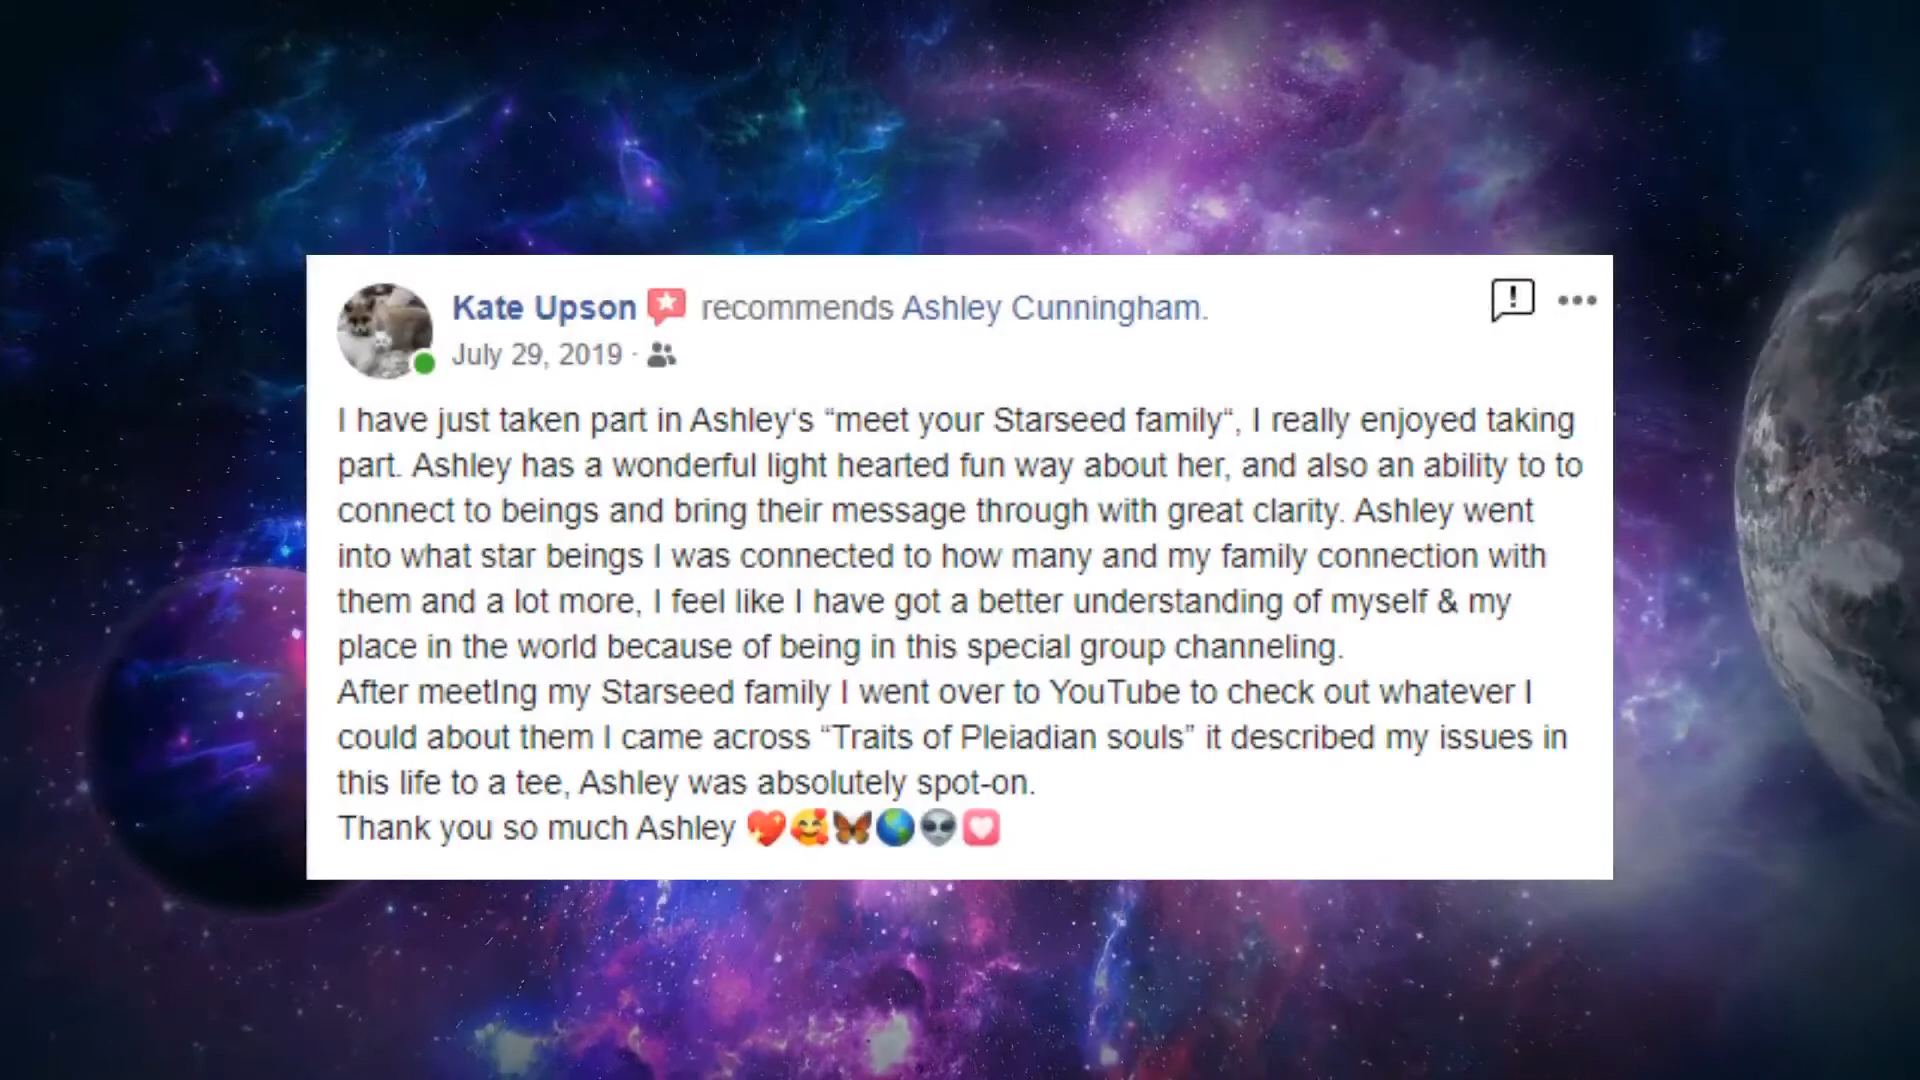 Kate Upson recommends Ashley Cunningham.
July 29, 2019 ·
I have just taken part in Ashley‘s “meet your Starseed family“, I really enjoyed taking
part. Ashley has a wonderful light hearted fun way about her, and also an ability to to
connect to beings and bring their message through with great clarity. Ashley went
into what star beings I was connected to how many and my family connection with
them and a lot more, I feel like I have got a better understanding of myself & my
place in the world because of being in this special group channeling.
After meetIng my Starseed family I went over to YouTube to check out whatever I
could about them I came across “Traits of Pleiadian souls” it described my issues in
this life to a tee, Ashley was absolutely spot-on.
Thank you so much Ashley 💖🥰🦋🌎👽💟